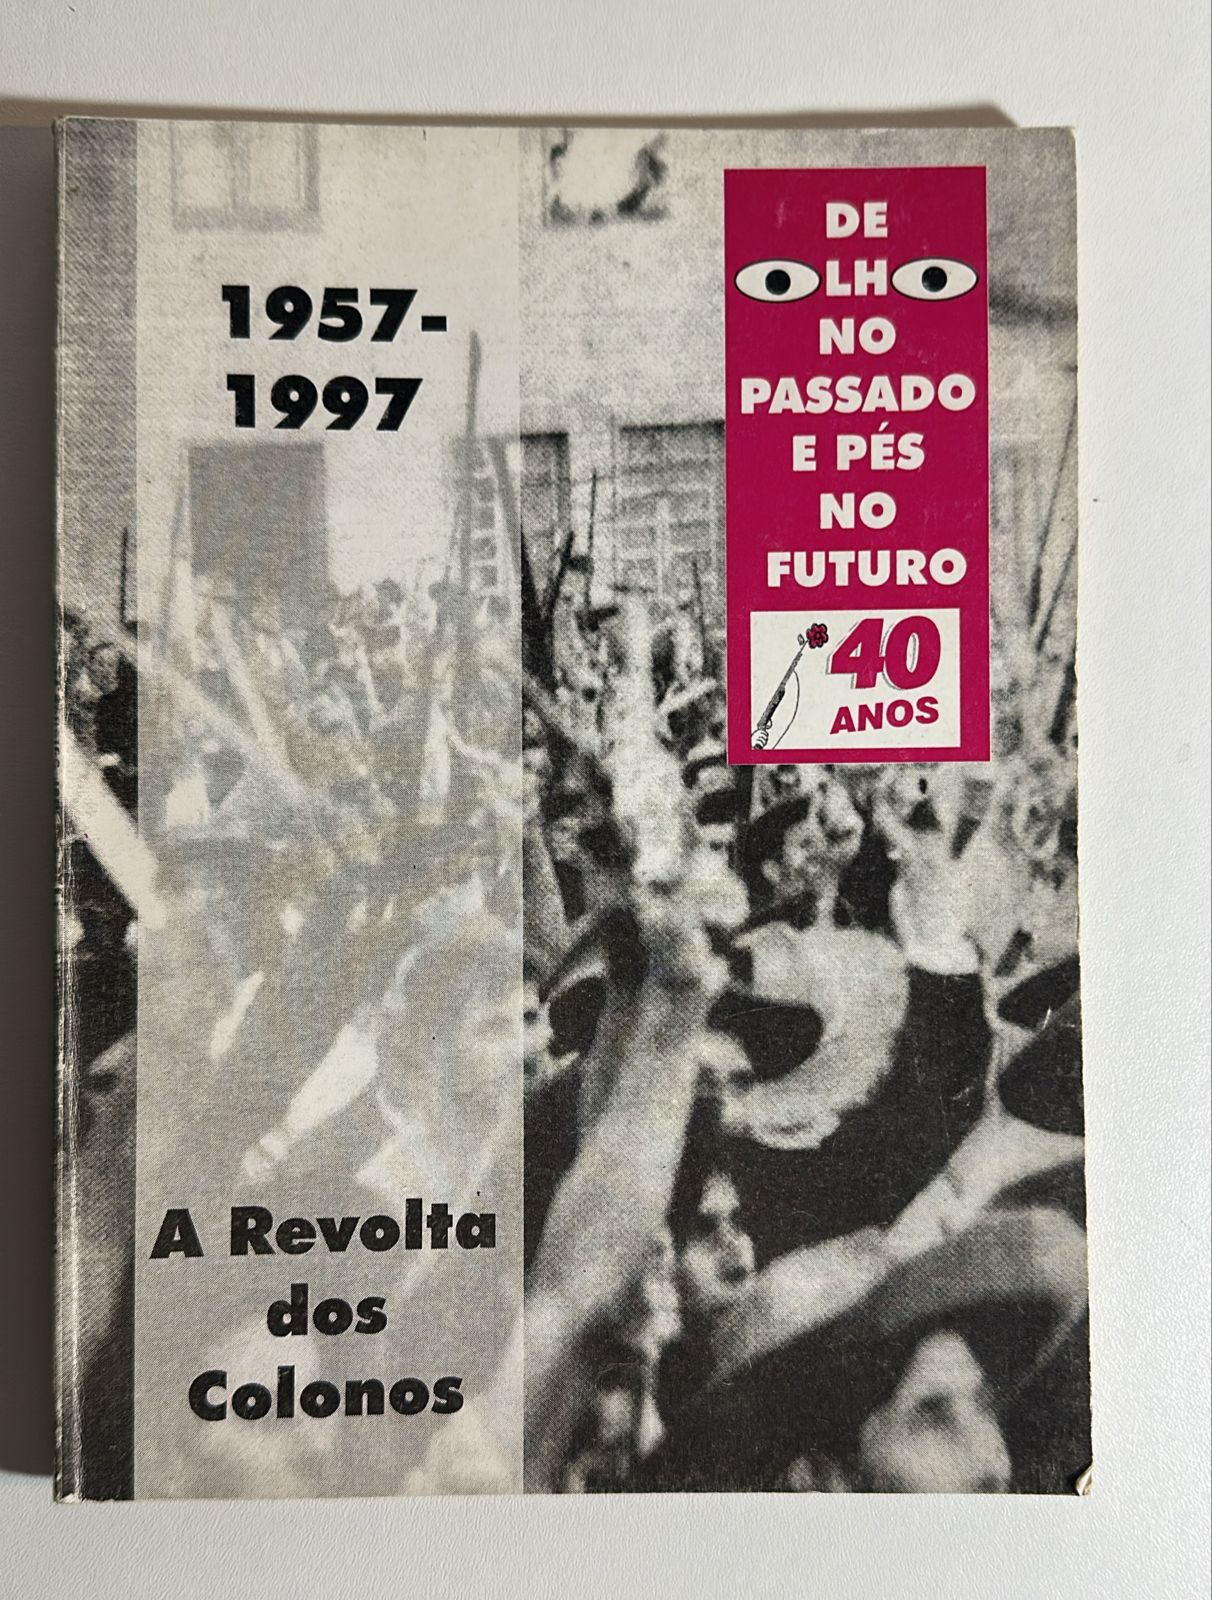 1957-
1997
DE
OLHO
NO
PASSADO
E PÉS
NO
FUTURO
40
ANOS
A Revolta
dos
Colonos